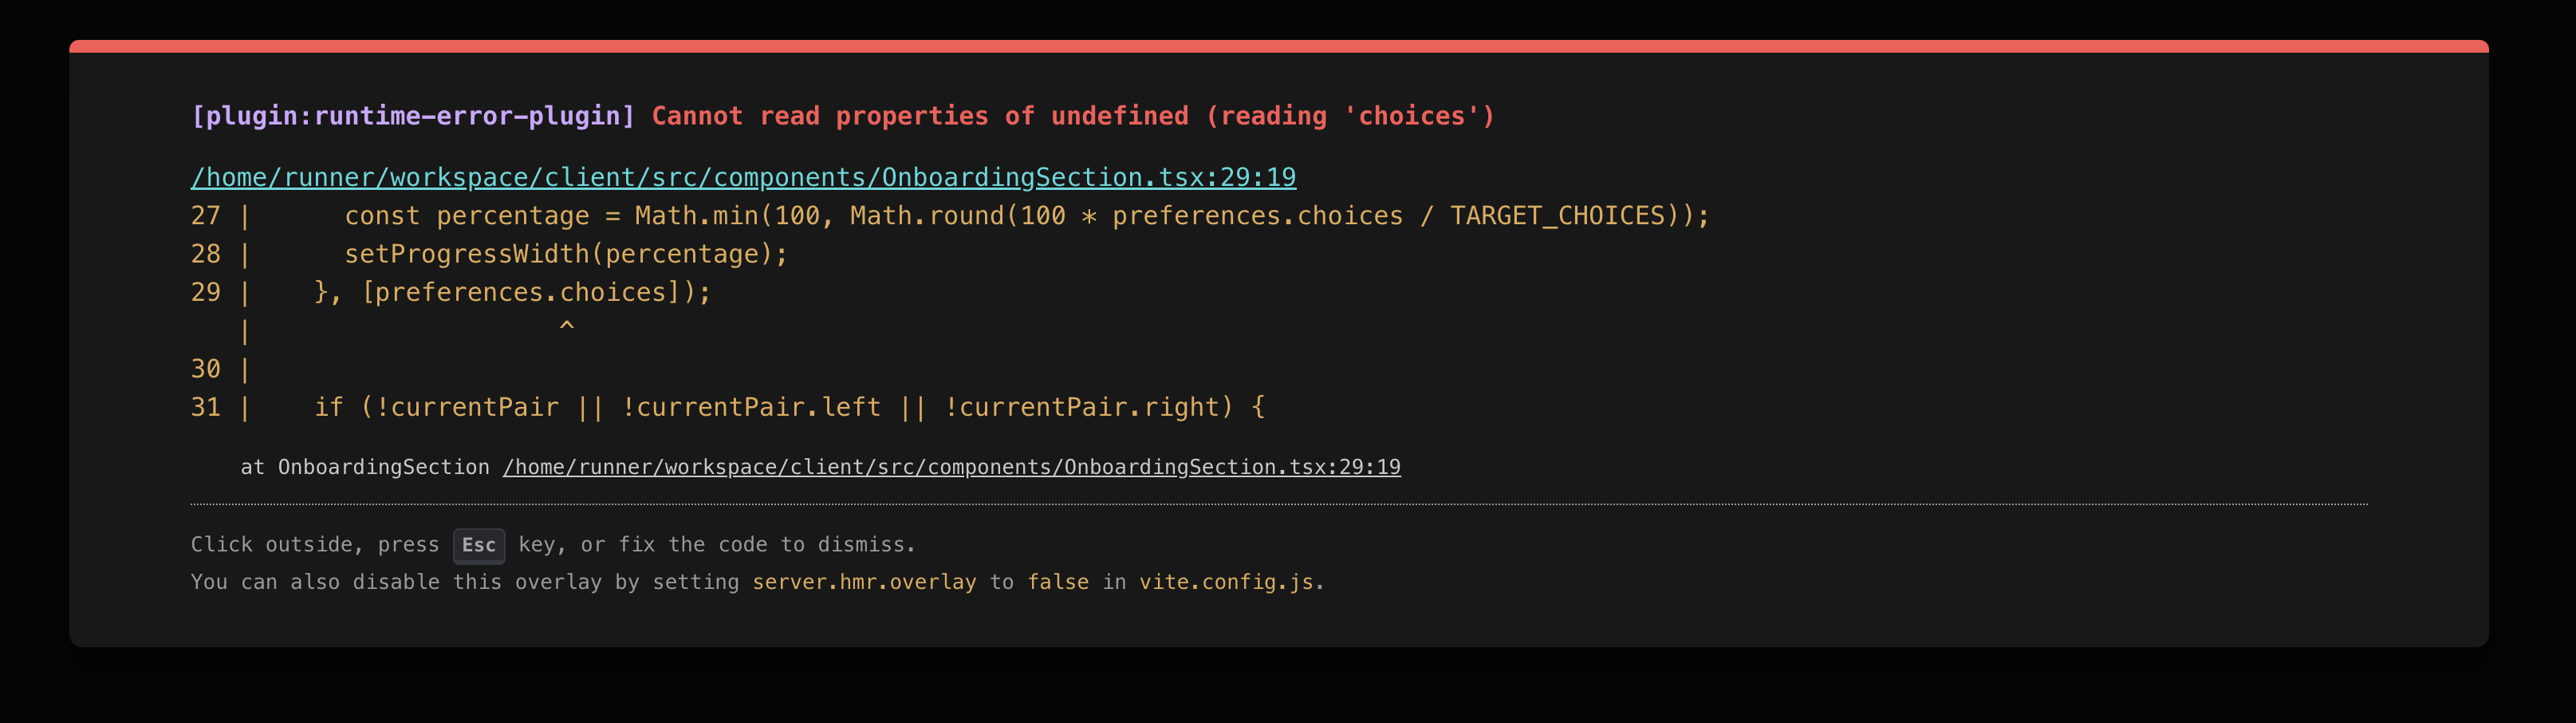 [plugin:runtime-error-plugin] Cannot read properties of undefined (reading 'choices')
/home/runner/workspace/client/src/components/OnboardingSection.tsx:29:19
27 |      const percentage = Math.min(100, Math.round(100 * preferences.choices / TARGET_CHOICES));
28 |      setProgressWidth(percentage);
29 |    }, [preferences.choices]);
   |                    ^
30 |
31 |    if (!currentPair || !currentPair.left || !currentPair.right) {
    at OnboardingSection /home/runner/workspace/client/src/components/OnboardingSection.tsx:29:19
Click outside, press Esc key, or fix the code to dismiss.
You can also disable this overlay by setting server.hmr.overlay to false in vite.config.js.